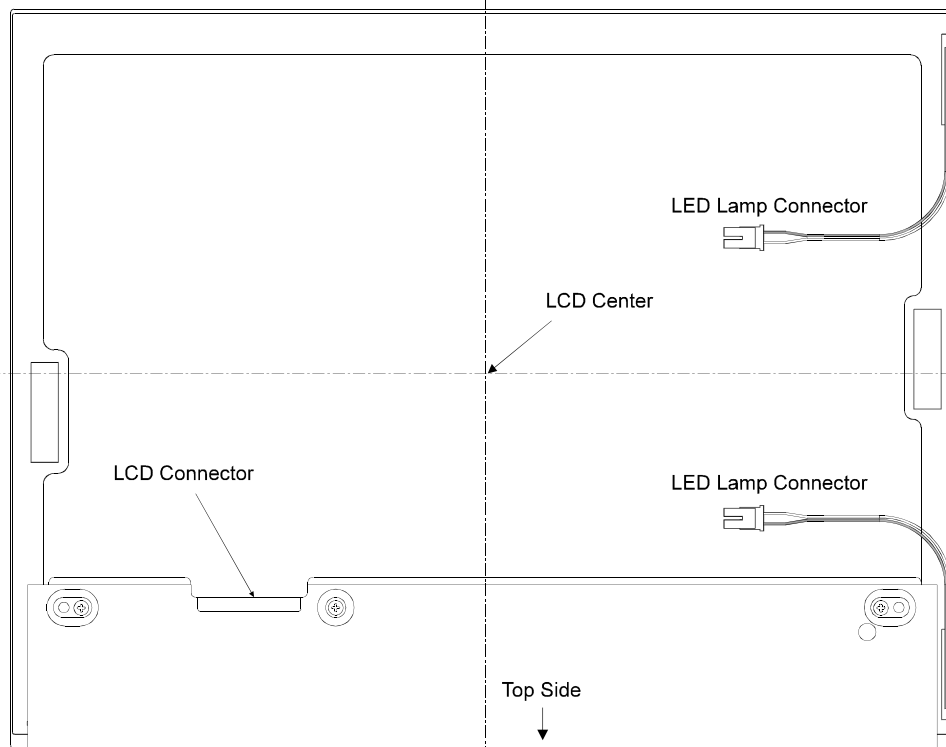 LED Lamp Connector
LCD Center
LCD Connector
LED Lamp Connector
Top Side